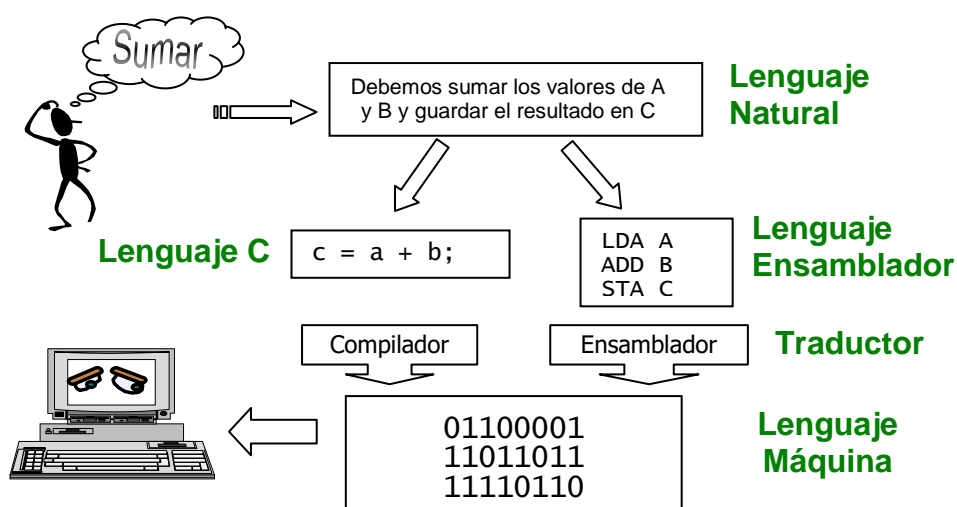 Sumar
Debemos sumar los valores de A
y B y guardar el resultado en C
Lenguaje
Natural
Lenguaje C
c = a + b;
LDA A
ADD B
STA C
Lenguaje
Ensamblador
Compilador
Ensamblador
Traductor
01100001
11011011
11110110
Lenguaje
Máquina